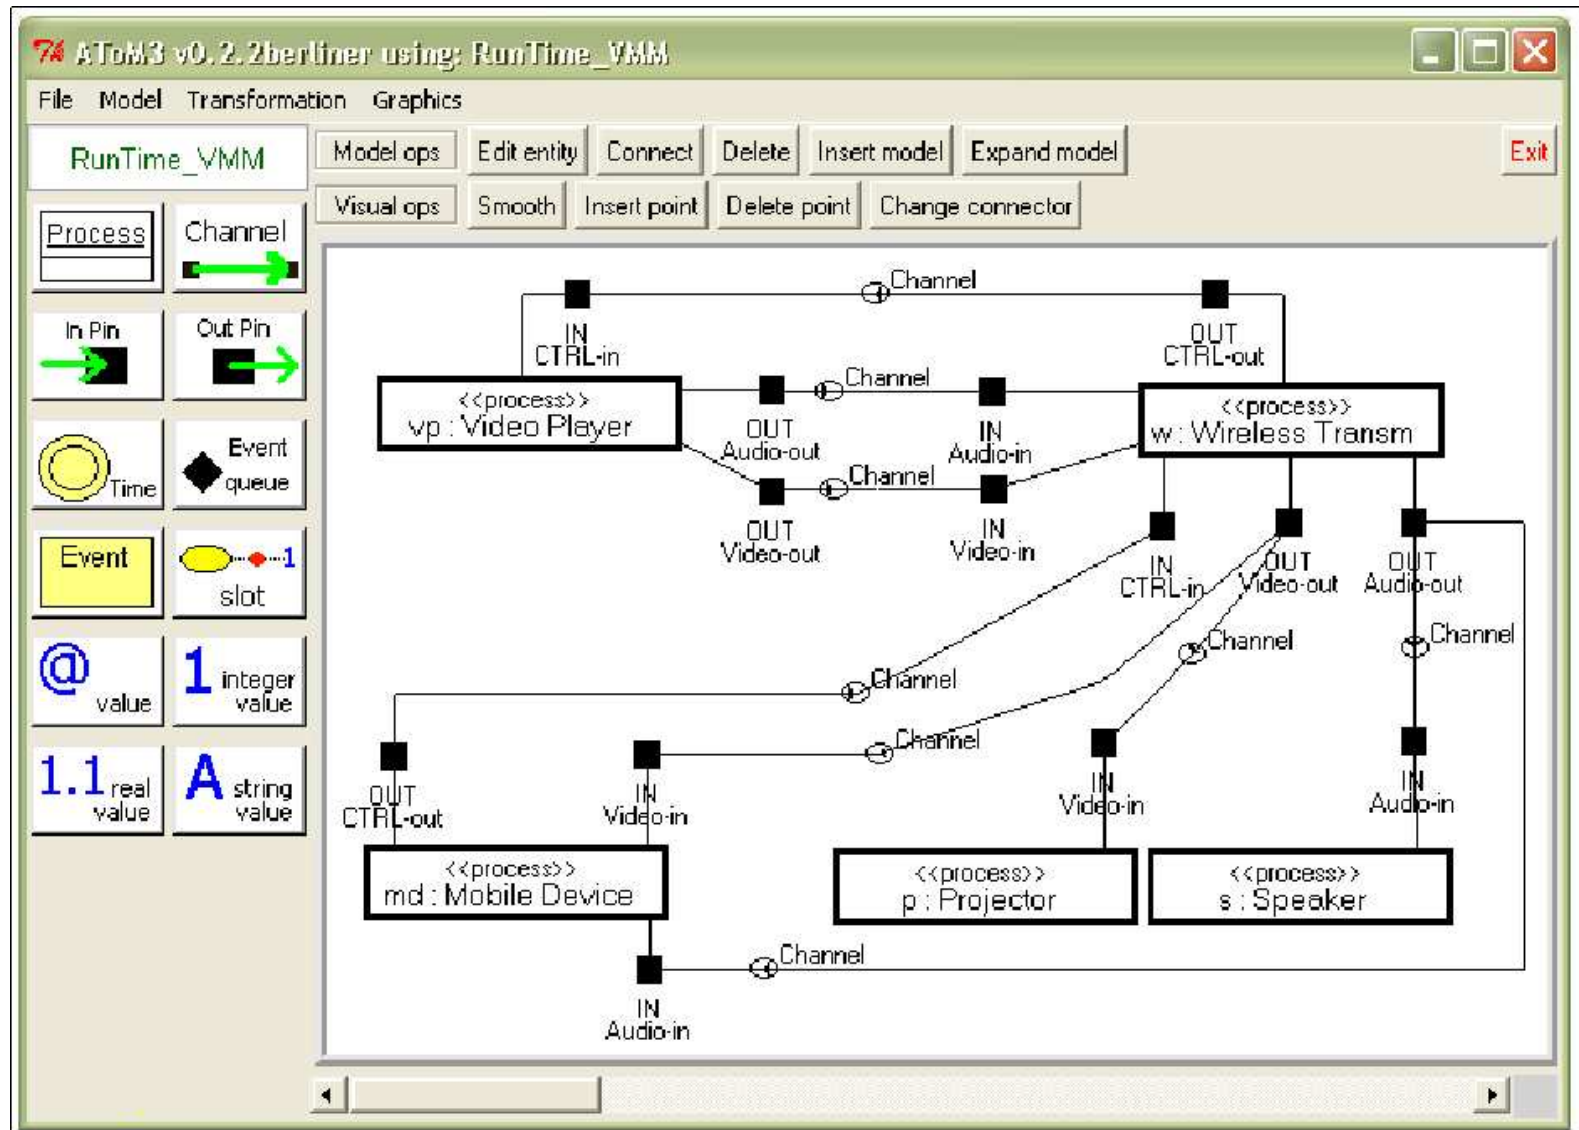 AToM3 v0.2.2berliner using: RunTime_VMM
File Model Transformation Graphics
RunTime_VMM
Model ops Edit entity Connect Delete Insert model Expand model Exit
Visual ops Smooth Insert point Delete point Change connector
Process
Channel
In Pin
Out Pin
Time
Event
queue
Event
1
slot
@
value
1 integer
value
1.1 real
value
A string
value
Channel
IN
CTRL-in
OUT
CTRL-out
<<process>>
vp : Video Player
Channel
OUT
Audio-out
IN
Audio-in
<<process>>
w : Wireless Transm
Channel
OUT
Video-out
IN
Video-in
IN
CTRL-in
OUT
Video-out
OUT
Audio-out
Channel
Channel
Channel
Channel
OUT
CTRL-out
IN
Video-in
IN
Video-in
IN
Audio-in
<<process>>
md : Mobile Device
<<process>>
p : Projector
<<process>>
s : Speaker
Channel
IN
Audio-in